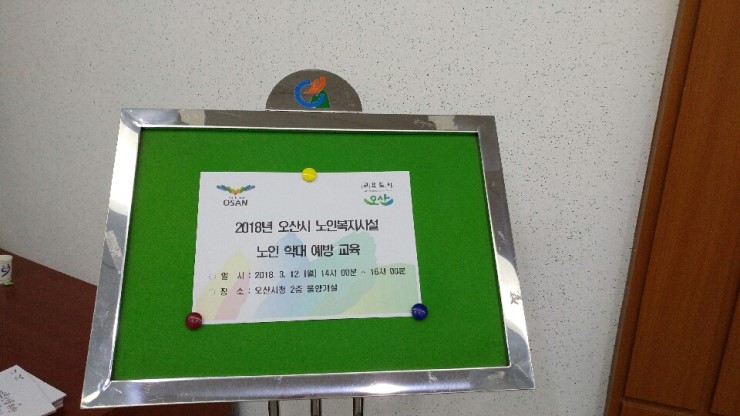 OSAN
오산
2018년 오산시 노인복지시설
노인 학대 예방 교육
○ 일 시 : 2018. 3. 12. (월) 14시 00분 ~ 16시 00분
○ 장 소 : 오산시청 2층 물향기실